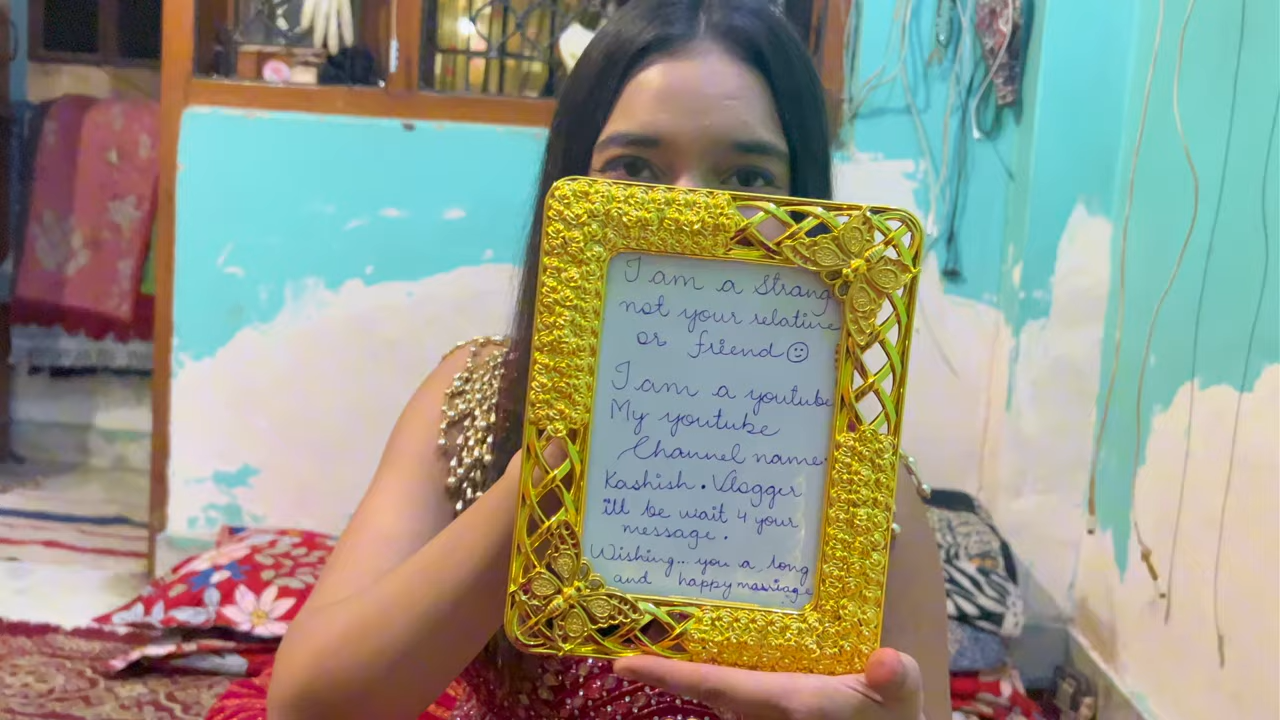 I am a Strang
not your relative
or friend ☺
I am a youtube
My youtube
Channel name:
Kashish. Vlogger
ill be wait 4 your
message.
Wishing... you a long
and happy marriage